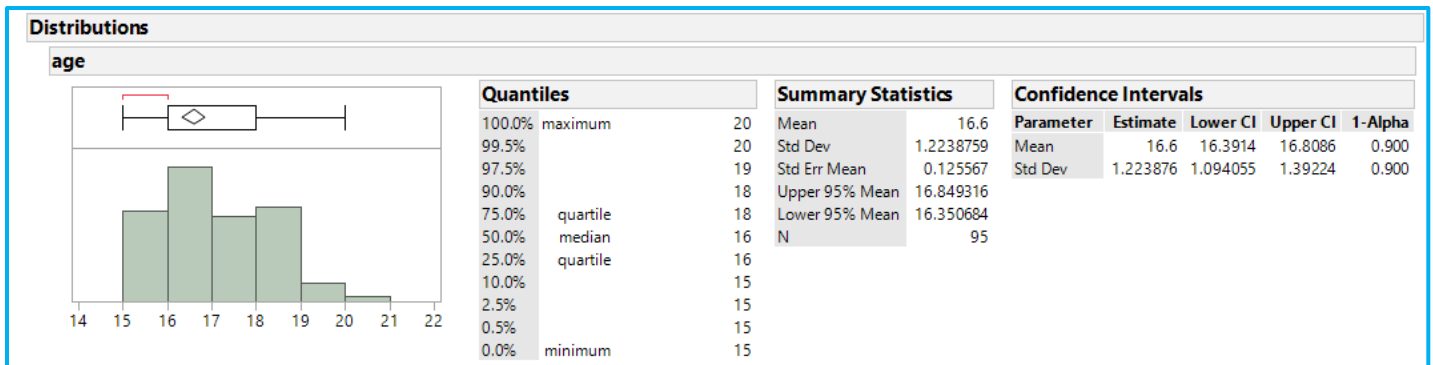 Distributions
age
14 15 16 17 18 19 20 21 22
Quantiles
100.0% maximum 20
99.5% 20
97.5% 19
90.0% 18
75.0% quartile 18
50.0% median 16
25.0% quartile 16
10.0% 15
2.5% 15
0.5% 15
0.0% minimum 15
Summary Statistics
Mean 16.6
Std Dev 1.2238759
Std Err Mean 0.125567
Upper 95% Mean 16.849316
Lower 95% Mean 16.350684
N 95
Confidence Intervals
Parameter Estimate Lower CI Upper CI 1-Alpha
Mean 16.6 16.3914 16.8086 0.900
Std Dev 1.223876 1.094055 1.39224 0.900